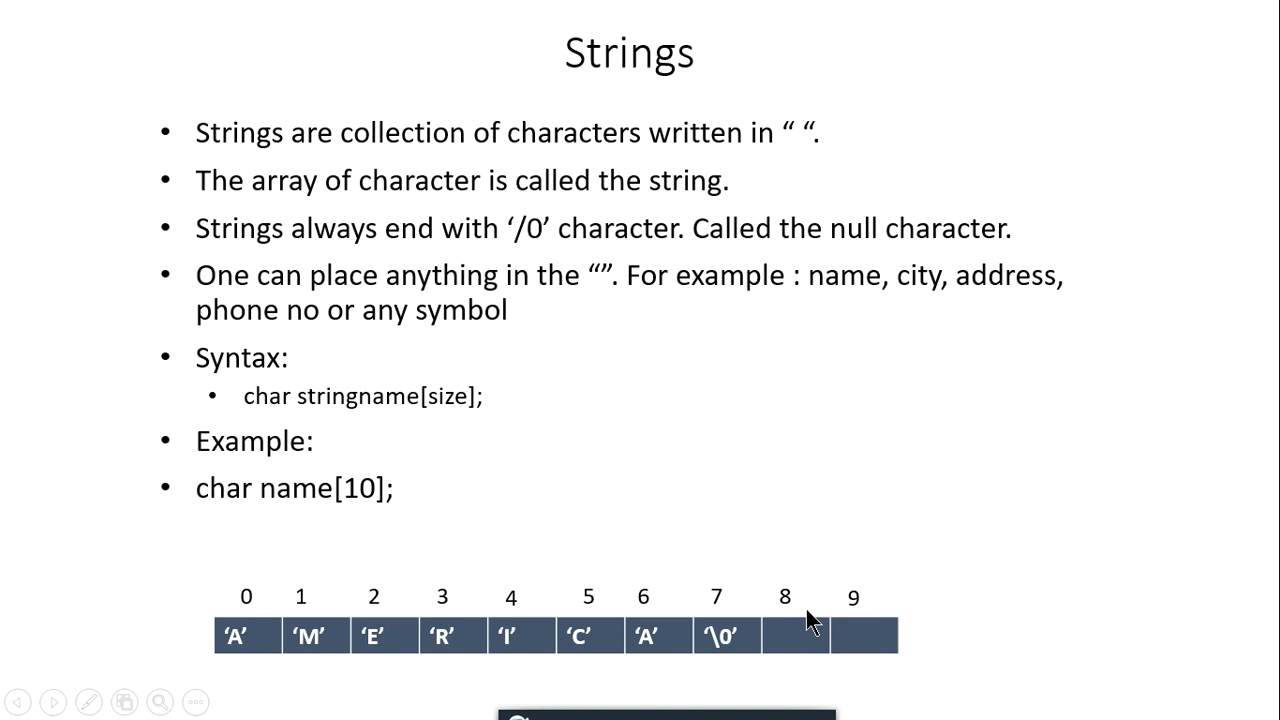 Strings
• Strings are collection of characters written in “ “.
• The array of character is called the string.
• Strings always end with ‘/0’ character. Called the null character.
• One can place anything in the “”. For example : name, city, address,
phone no or any symbol
• Syntax:
• char stringname[size];
• Example:
• char name[10];
0 1 2 3 4 5 6 7 8 9
‘A’ ‘M’ ‘E’ ‘R’ ‘I’ ‘C’ ‘A’ ‘\0’